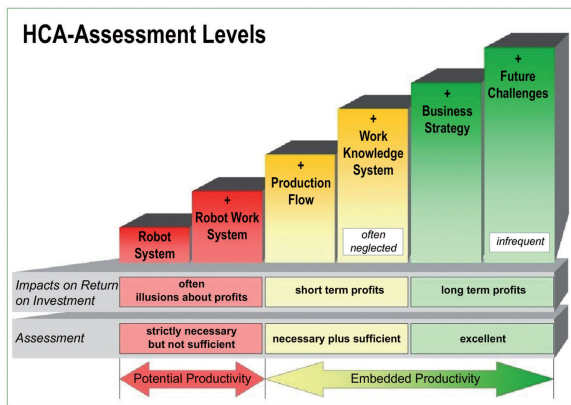 HCA-Assessment Levels
+
Future
Challenges
+
Business
Strategy
+
Work
Knowledge
System
+
Production
Flow
+
Robot Work
System
Robot
System
often
neglected
infrequent
Impacts on Return
on Investment
often
illusions about profits
short term profits
long term profits
Assessment
strictly necessary
but not sufficient
necessary plus sufficient
excellent
Potential Productivity
Embedded Productivity